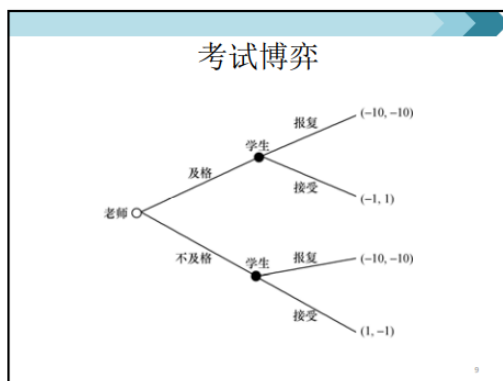 考试博弈
报复
(−10, −10)
学生
及格
接受
(−1, 1)
老师
不及格
学生
报复
(−10, −10)
接受
(1, −1)
9